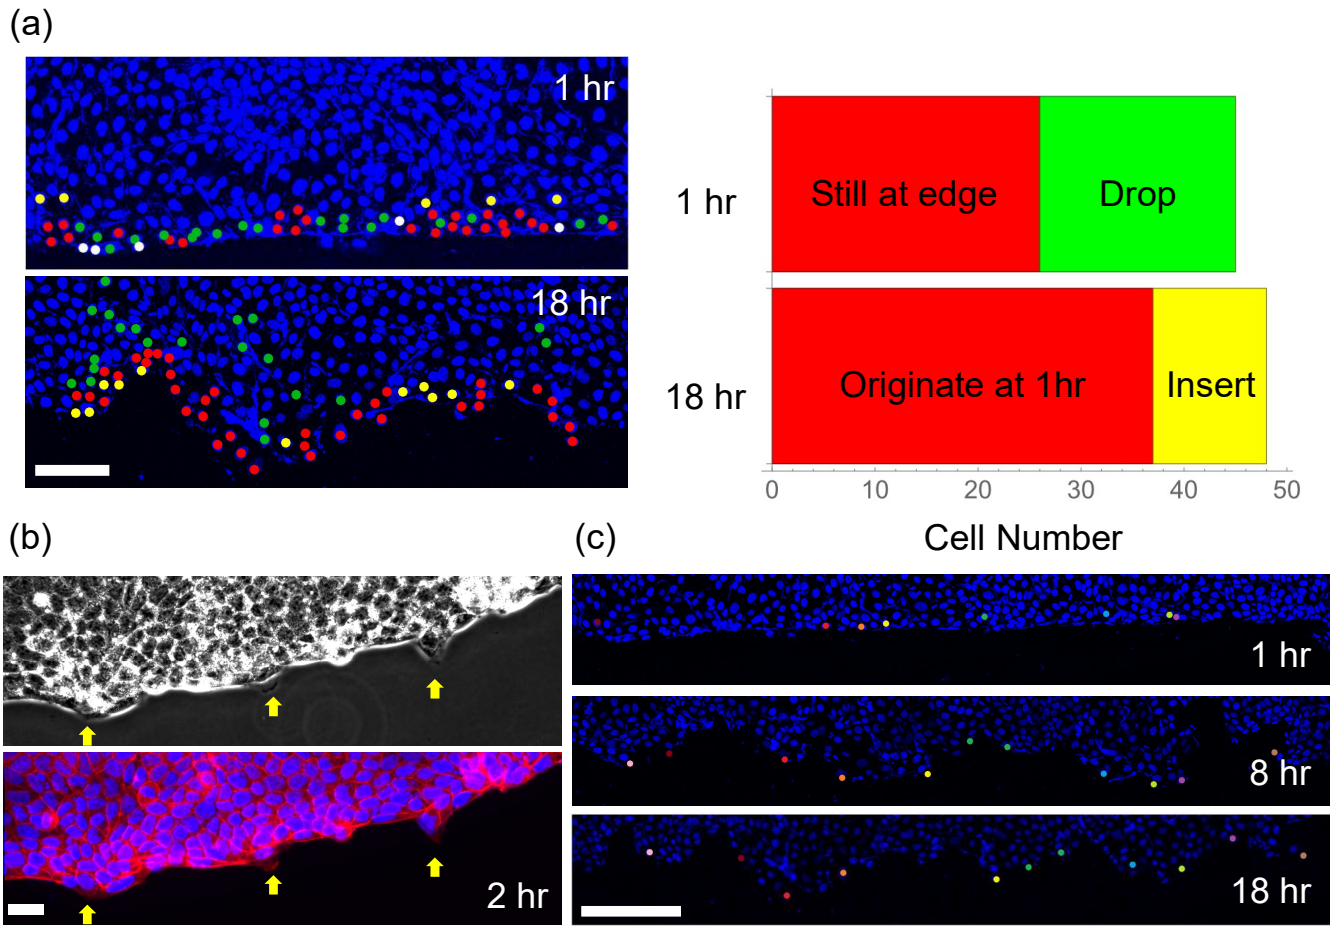 (a)
1 hr
18 hr
1 hr
Still at edge
Drop
18 hr
Originate at 1hr
Insert
0 10 20 30 40 50
Cell Number
(b)
2 hr
(c)
1 hr
8 hr
18 hr